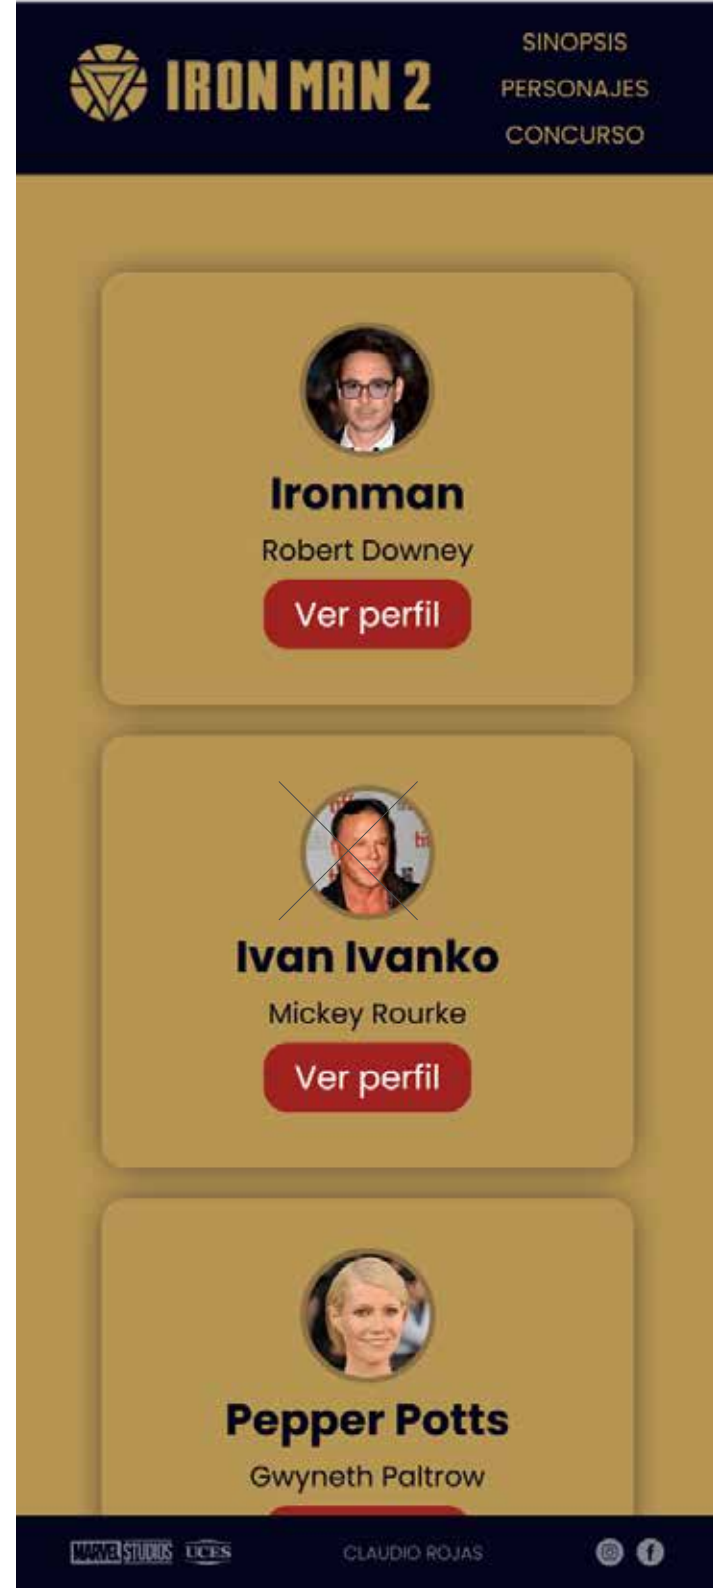 IRON MAN 2
SINOPSIS
PERSONAJES
CONCURSO
Ironman
Robert Downey
Ver perfil
Ivan Ivanko
Mickey Rourke
Ver perfil
Pepper Potts
Gwyneth Paltrow
MARVEL STUDIOS UCES
CLAUDIO ROJAS